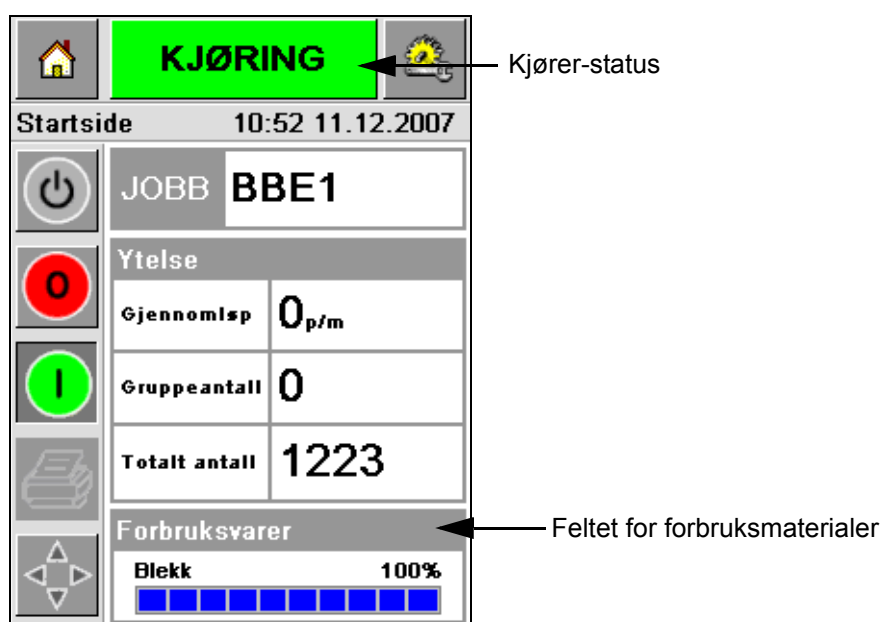 KJØRING
Kjører-status
Startside 10:52 11.12.2007
JOBB BBE1
Ytelse
O
Gjennomløp 0p/m
I
Gruppeantall 0
Totalt antall 1223
Forbruksvarer
Feltet for forbruksmaterialer
Blekk 100%